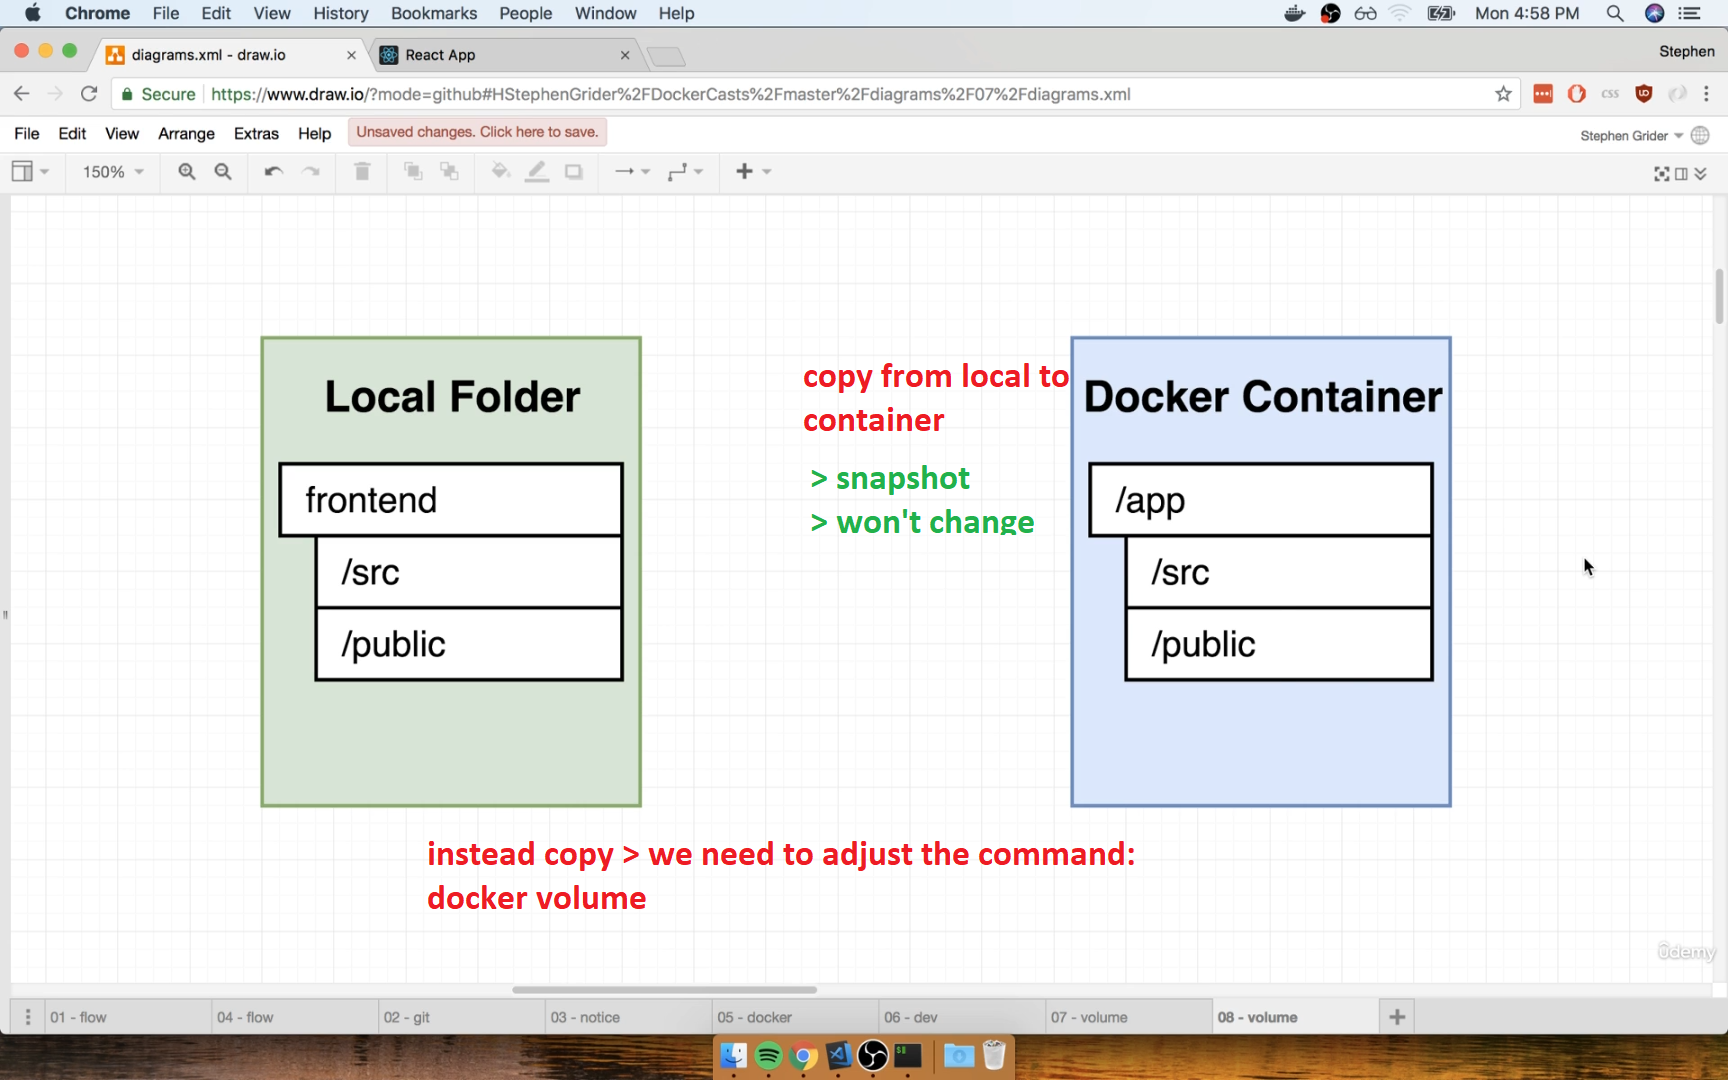 Chrome File Edit View History Bookmarks People Window Help Mon 4:58 PM
diagrams.xml - draw.io React App Stephen
Secure https://www.draw.io/?mode=github#HStephenGrider%2FDockerCasts%2Fmaster%2Fdiagrams%2F07%2Fdiagrams.xml CSS
File Edit View Arrange Extras Help Unsaved changes. Click here to save. Stephen Grider
150%
Local Folder
frontend
/src
/public
copy from local to
container
> snapshot
> won't change
Docker Container
/app
/src
/public
instead copy > we need to adjust the command:
docker volume
ûdemy
01 - flow 04 - flow 02 - git 03 - notice 05 - docker 06 - dev 07 - volume 08 - volume